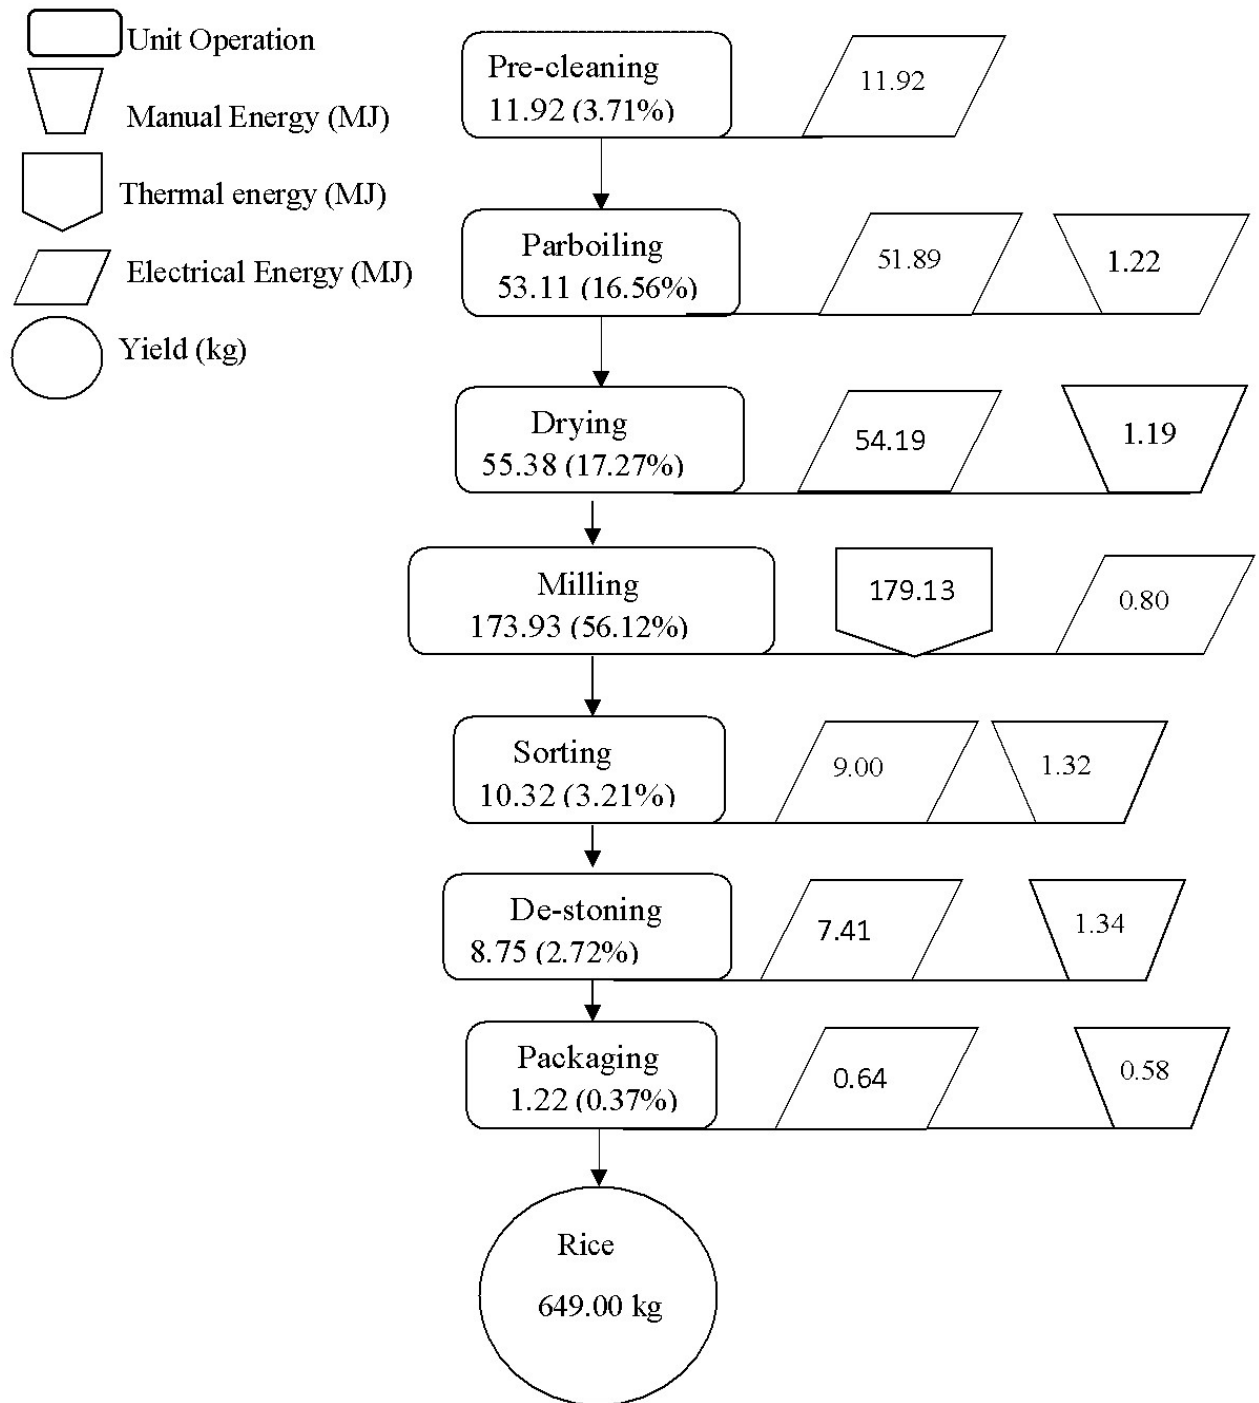 Unit Operation
Manual Energy (MJ)
Thermal energy (MJ)
Electrical Energy (MJ)
Yield (kg)
Pre-cleaning
11.92 (3.71%)
11.92
Parboiling
53.11 (16.56%)
51.89
1.22
Drying
55.38 (17.27%)
54.19
1.19
Milling
173.93 (56.12%)
179.13
0.80
Sorting
10.32 (3.21%)
9.00
1.32
De-stoning
8.75 (2.72%)
7.41
1.34
Packaging
1.22 (0.37%)
0.64
0.58
Rice
649.00 kg